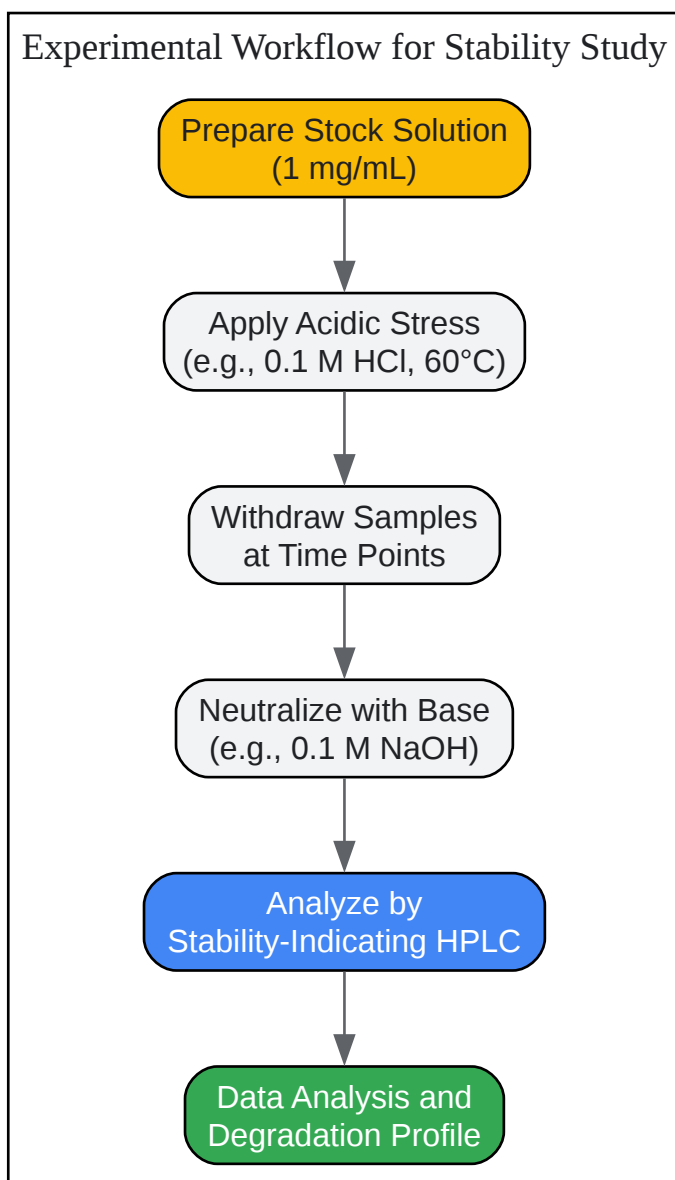 Experimental Workflow for Stability Study
Prepare Stock Solution
(1 mg/mL)
Apply Acidic Stress
(e.g., 0.1 M HCl, 60°C)
Withdraw Samples
at Time Points
Neutralize with Base
(e.g., 0.1 M NaOH)
Analyze by
Stability-Indicating HPLC
Data Analysis and
Degradation Profile